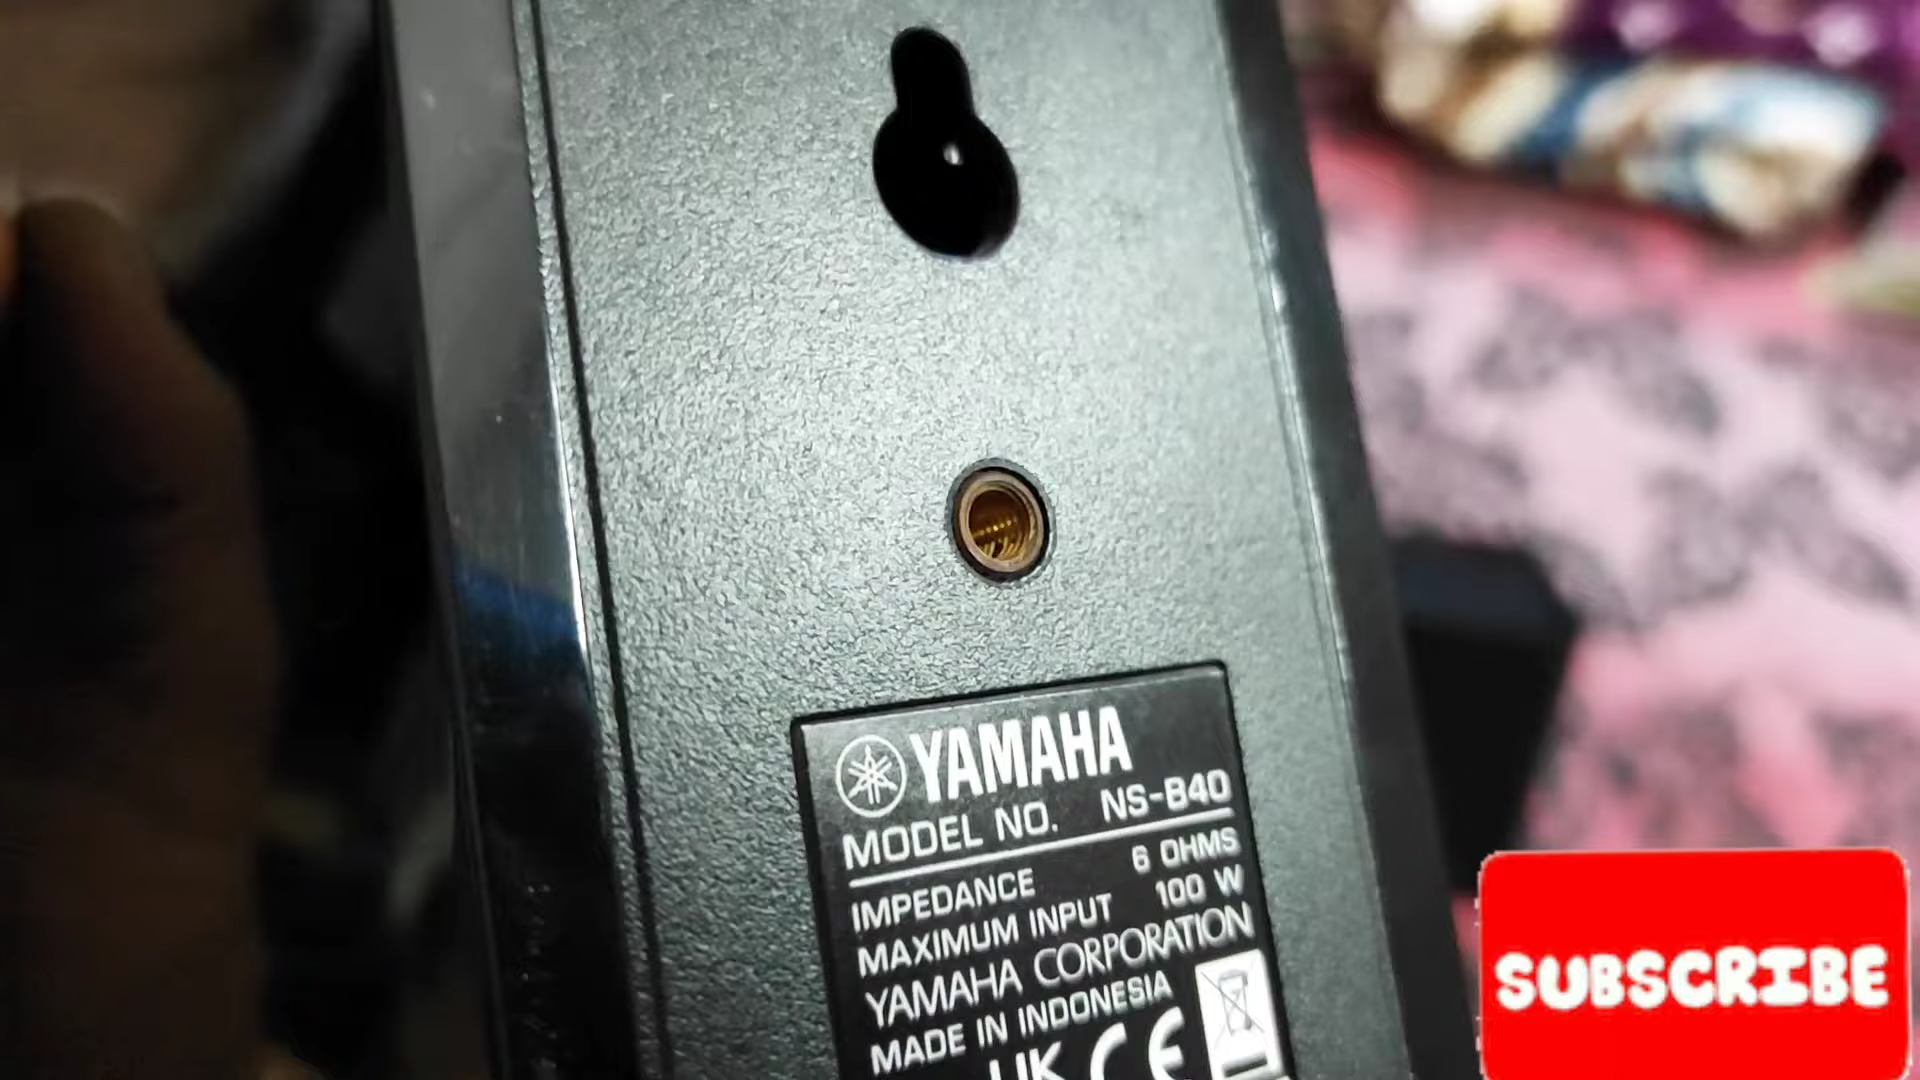 YAMAHA
MODEL NO. NS-B40
IMPEDANCE 6 OHMS
MAXIMUM INPUT 100 W
YAMAHA CORPORATION
MADE IN INDONESIA
UK CE
SUBSCRIBE